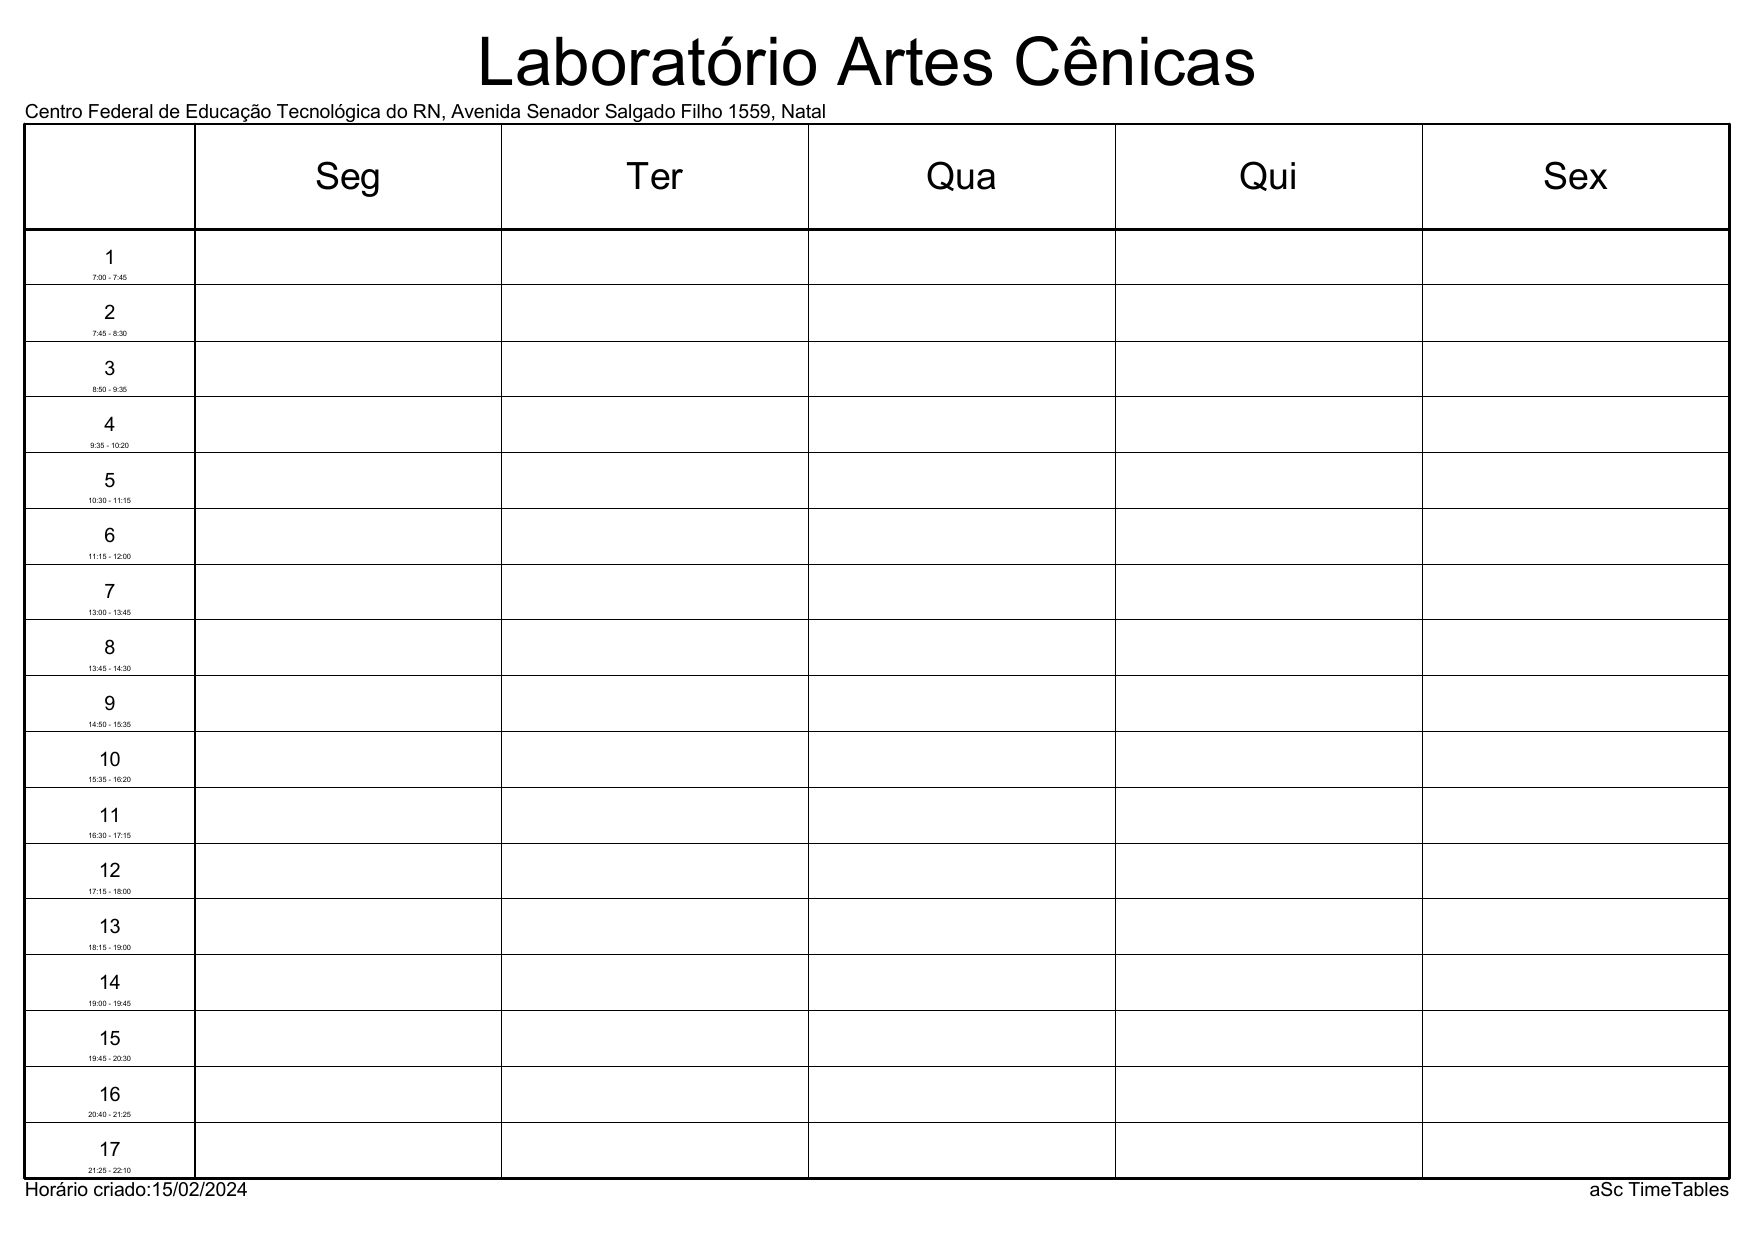 Laboratório Artes Cênicas
Centro Federal de Educação Tecnológica do RN, Avenida Senador Salgado Filho 1559, Natal
Seg Ter Qua Qui Sex
1
7:00 - 7:45
2
7:45 - 8:30
3
8:50 - 9:35
4
9:35 - 10:20
5
10:30 - 11:15
6
11:15 - 12:00
7
13:00 - 13:45
8
13:45 - 14:30
9
14:50 - 15:35
10
15:35 - 16:20
11
16:30 - 17:15
12
17:15 - 18:00
13
18:15 - 19:00
14
19:00 - 19:45
15
19:45 - 20:30
16
20:40 - 21:25
17
21:25 - 22:10
Horário criado:15/02/2024 aSc TimeTables